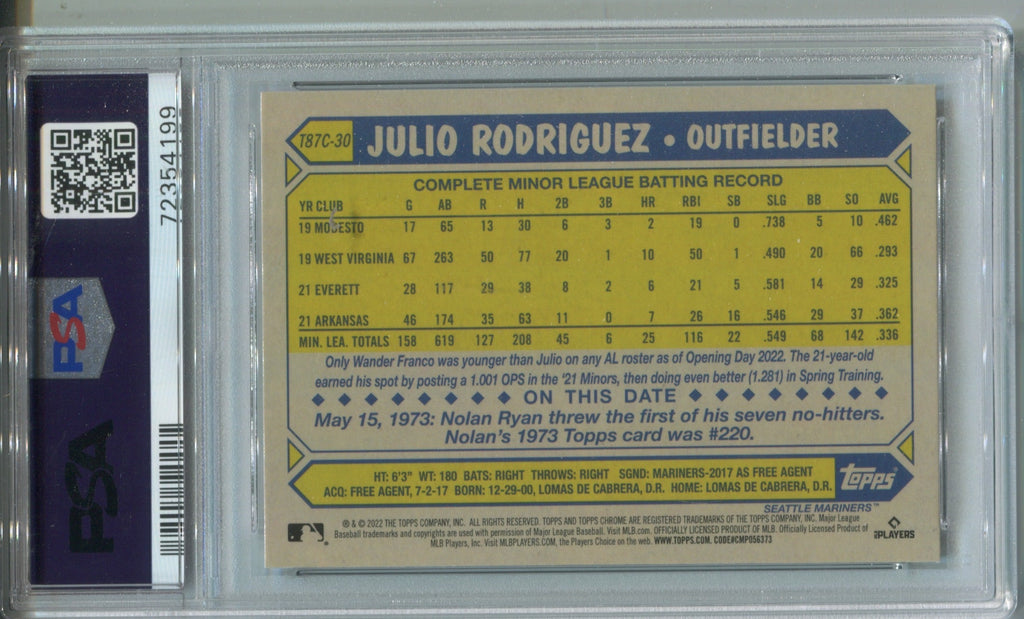 72354199
PSA
PSA
T87C-30 JULIO RODRIGUEZ • OUTFIELDER
COMPLETE MINOR LEAGUE BATTING RECORD
YR CLUB G AB R H 2B 3B HR RBI SB SLG BB SO AVG
19 MODESTO 17 65 13 30 6 3 2 19 0 .738 5 10 .462
19 WEST VIRGINIA 67 263 50 77 20 1 10 50 1 .490 20 66 .293
21 EVERETT 28 117 29 38 8 2 6 21 5 .581 14 29 .325
21 ARKANSAS 46 174 35 63 11 0 7 26 16 .546 29 37 .362
MIN. LEA. TOTALS 158 619 127 208 45 6 25 116 22 .549 68 142 .336
Only Wander Franco was younger than Julio on any AL roster as of Opening Day 2022. The 21-year-old
earned his spot by posting a 1.001 OPS in the '21 Minors, then doing even better (1.281) in Spring Training.
ON THIS DATE
May 15, 1973: Nolan Ryan threw the first of his seven no-hitters.
Nolan's 1973 Topps card was #220.
HT: 6'3" WT: 180 BATS: RIGHT THROWS: RIGHT SGND: MARINERS-2017 AS FREE AGENT
ACQ: FREE AGENT, 7-2-17 BORN: 12-29-00, LOMAS DE CABRERA, D.R. HOME: LOMAS DE CABRERA, D.R.
Topps
SEATTLE MARINERS™
® & © 2022 THE TOPPS COMPANY, INC. ALL RIGHTS RESERVED. TOPPS AND TOPPS CHROME ARE REGISTERED TRADEMARKS OF THE TOPPS COMPANY, INC. Major League
Baseball trademarks and copyrights are used with permission of Major League Baseball. Visit MLB.com. OFFICIALLY LICENSED PRODUCT OF MLB. Officially Licensed Product of
MLB Players, Inc. Visit MLBPLAYERS.COM, the Players Choice on the web. WWW.TOPPS.COM. CODE#CMP056373
PLAYERS